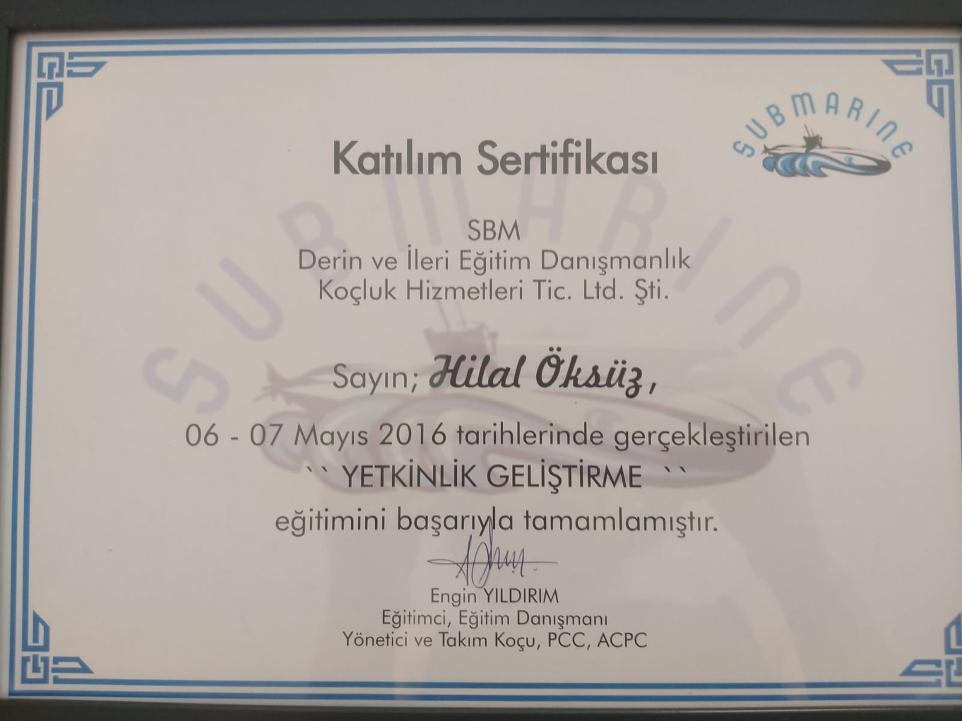 SUBMARINE
Katılım Sertifikası
SBM
Derin ve İleri Eğitim Danışmanlık
Koçluk Hizmetleri Tic. Ltd. Şti.
SUBMARINE
Sayın; Hilal Öksüz,
06 - 07 Mayıs 2016 tarihlerinde gerçekleştirilen
`` YETKİNLİK GELİŞTİRME ``
eğitimini başarıyla tamamlamıştır.
Engin YILDIRIM
Eğitimci, Eğitim Danışmanı
Yönetici ve Takım Koçu, PCC, ACPC